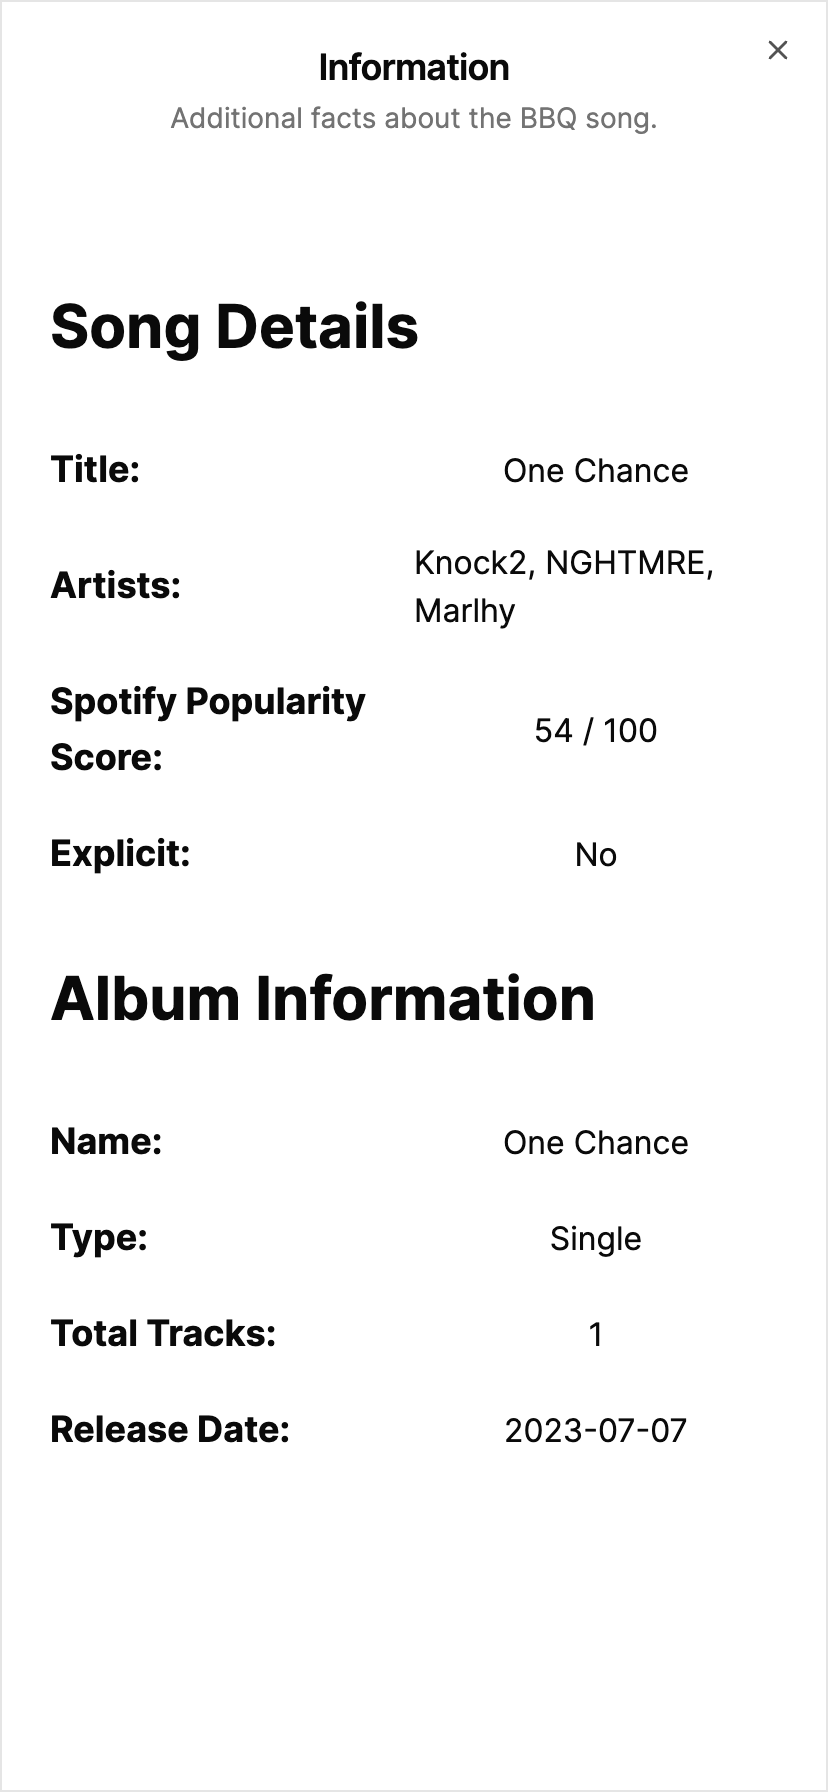 Information
Additional facts about the BBQ song.
Song Details
Title: One Chance
Artists: Knock2, NGHTMRE,
Marlhy
Spotify Popularity
Score: 54 / 100
Explicit: No
Album Information
Name: One Chance
Type: Single
Total Tracks: 1
Release Date: 2023-07-07